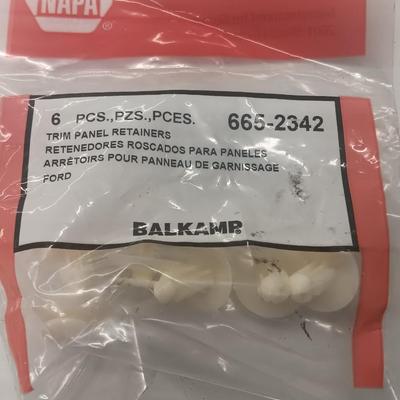 NAPA
6 PCS.,PZS.,PCES. 665-2342
TRIM PANEL RETAINERS
RETENEDORES ROSCADOS PARA PANELES
ARRÊTOIRS POUR PANNEAU DE GARNISSAGE
FORD
BALKAMP